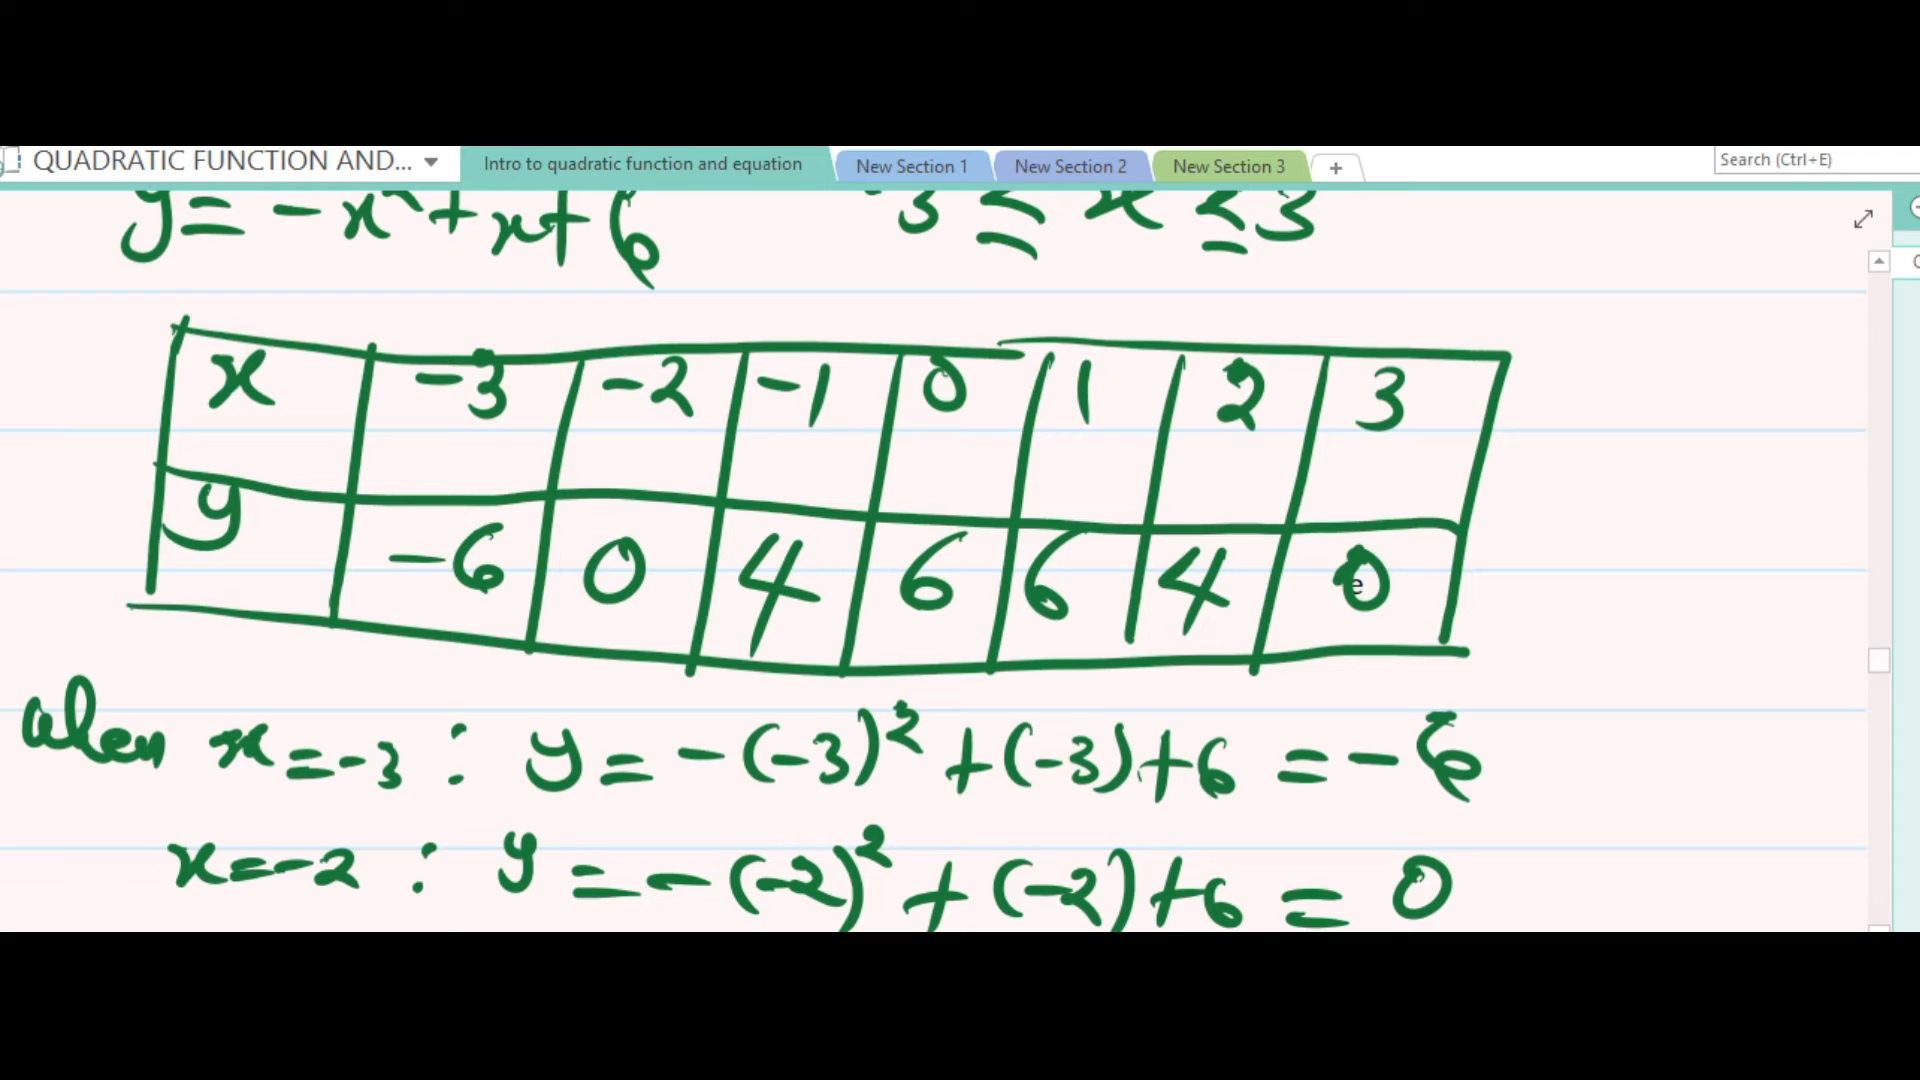 QUADRATIC FUNCTION AND... Intro to quadratic function and equation New Section 1 New Section 2 New Section 3 + Search (Ctrl+E)
y = -x² + x + 6 -3 ≤ x ≤ 3
x -3 -2 -1 0 1 2 3
y -6 0 4 6 6 4 0
when x = -3 : y = -(-3)² + (-3) + 6 = -6
x = -2 : y = -(-2)² + (-2) + 6 = 0